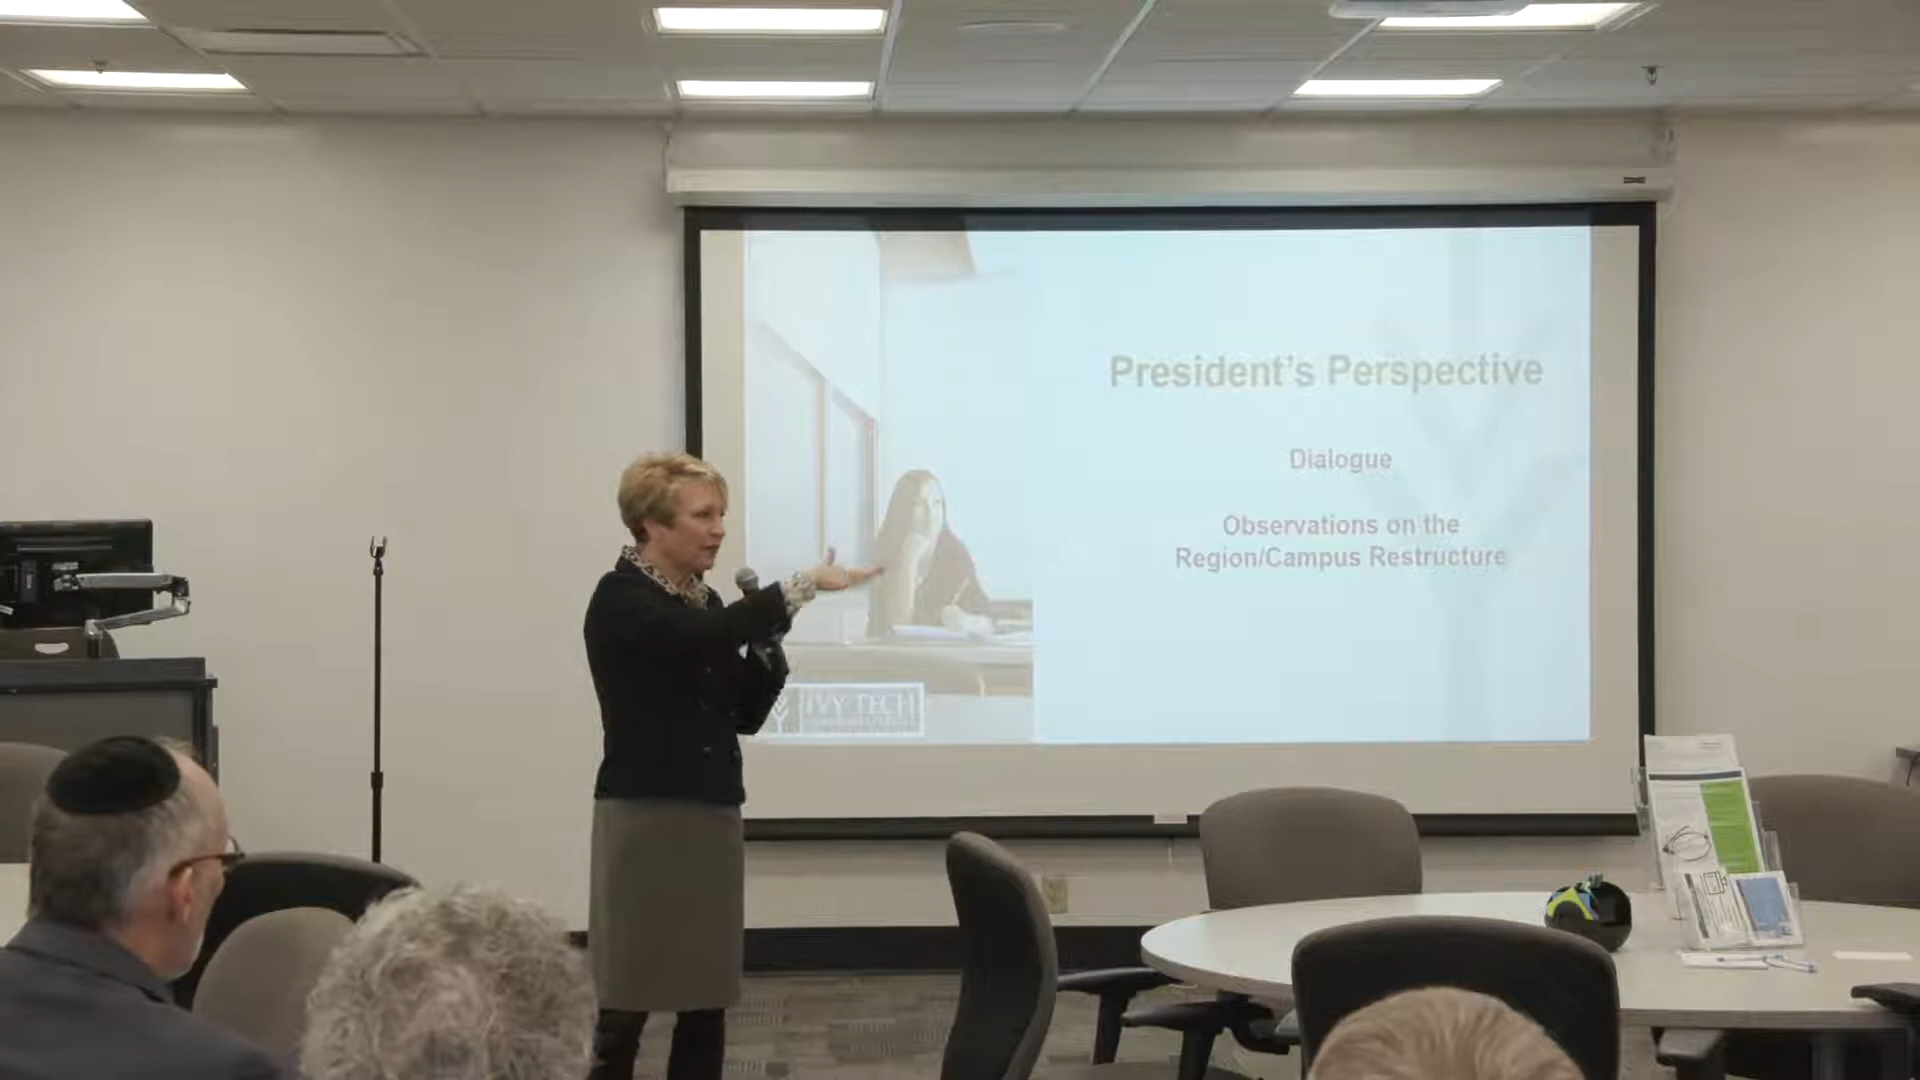 President's Perspective
Dialogue
Observations on the
Region/Campus Restructure
IVY TECH